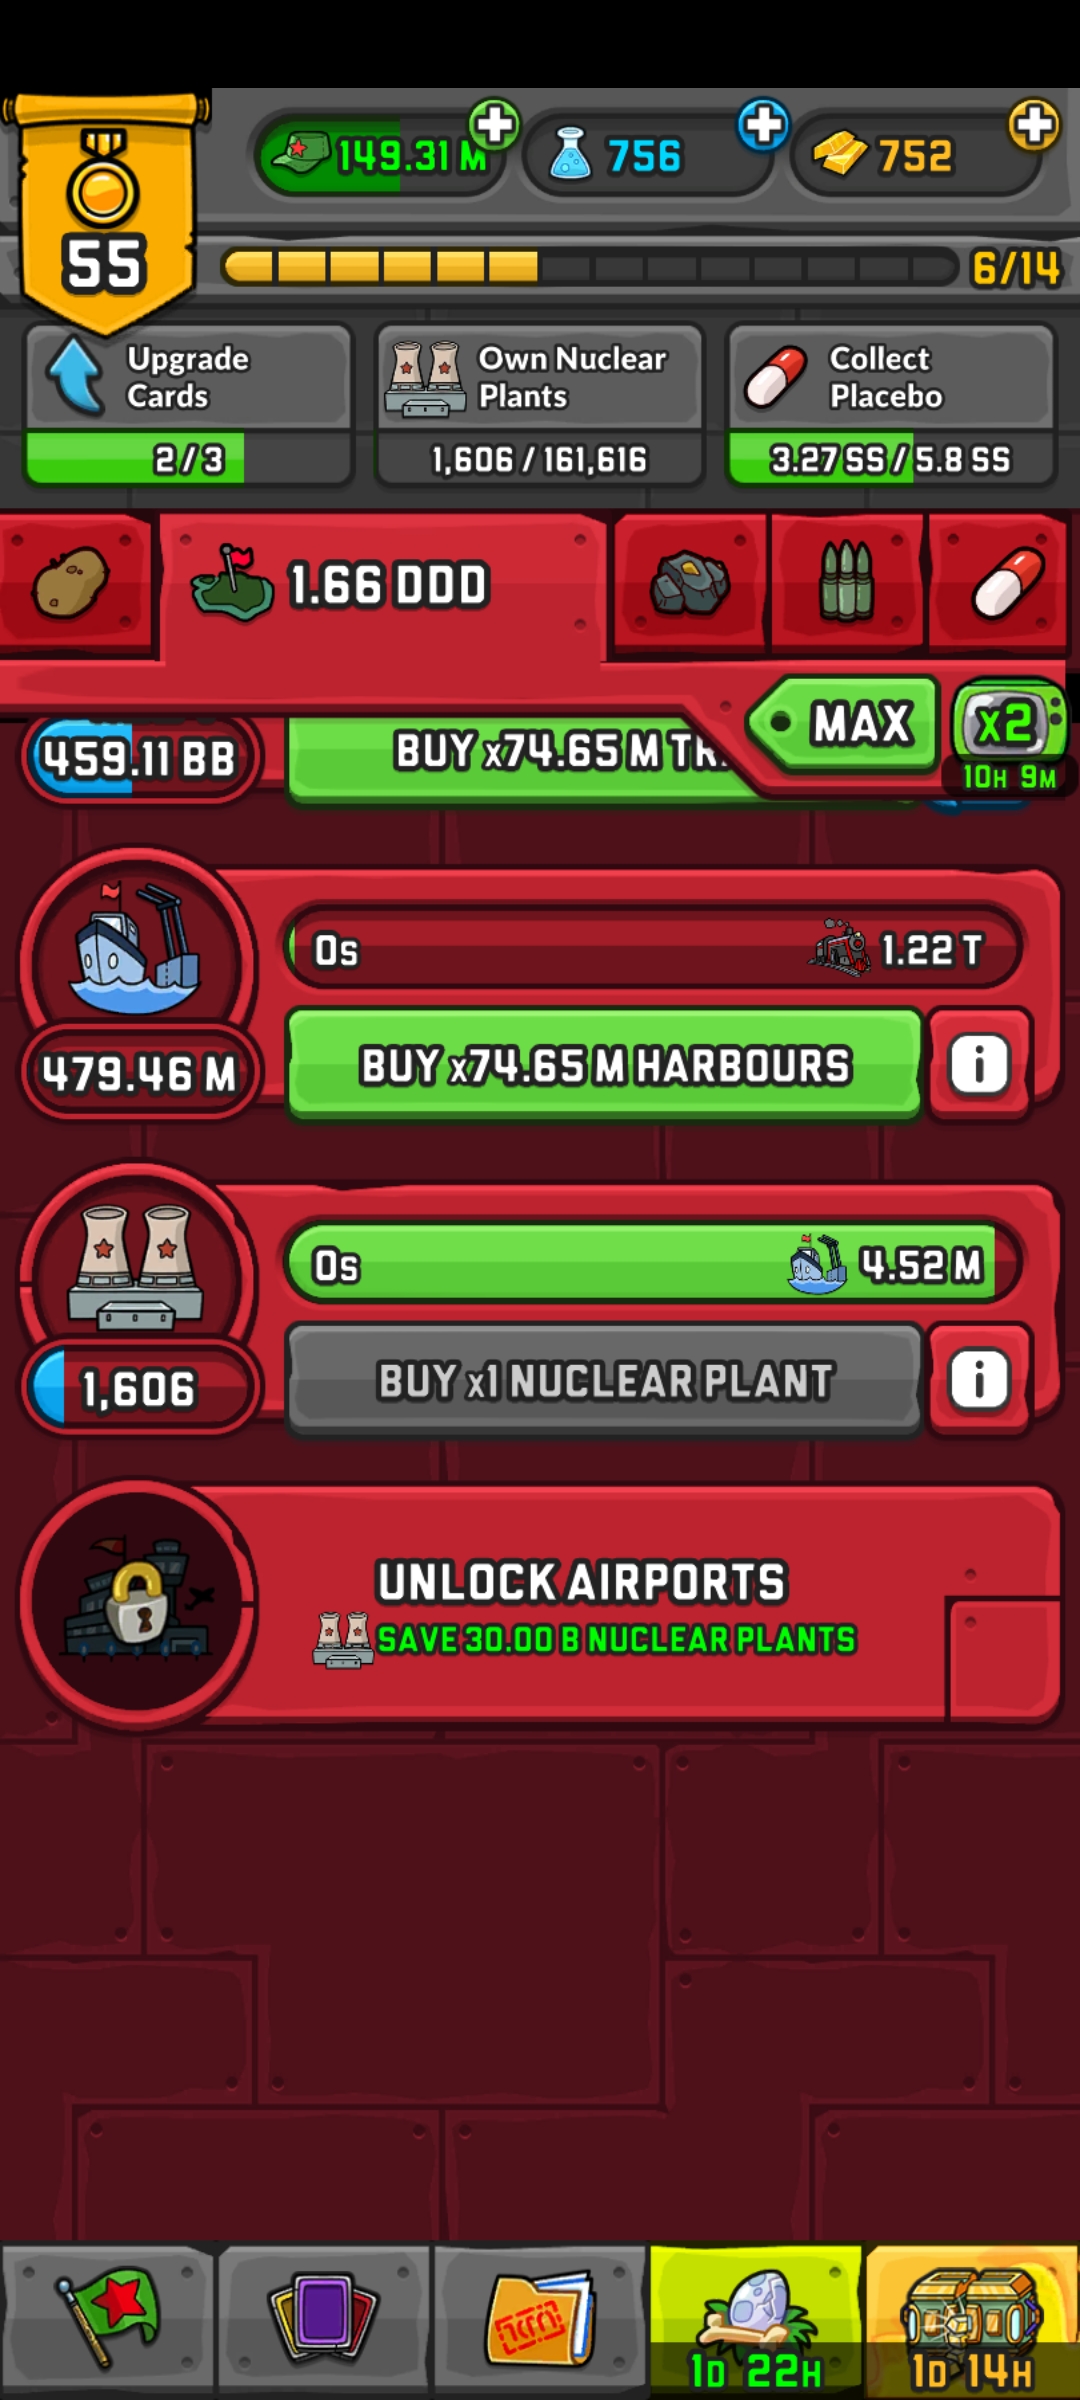 149.31 M
756
752
55
6/14
Upgrade
Cards
Own Nuclear
Plants
Collect
Placebo
2 / 3
1,606 / 161,616
3.27 SS / 5.8 SS
1.66 DDD
MAX
X2
10H 9M
459.11 BB
BUY x74.65 M
0s
1.22 T
479.46 M
BUY x74.65 M HARBOURS
i
0s
4.52 M
1,606
BUY x1 NUCLEAR PLANT
i
UNLOCK AIRPORTS
SAVE 30.00 B NUCLEAR PLANTS
1D 22H
1D 14H